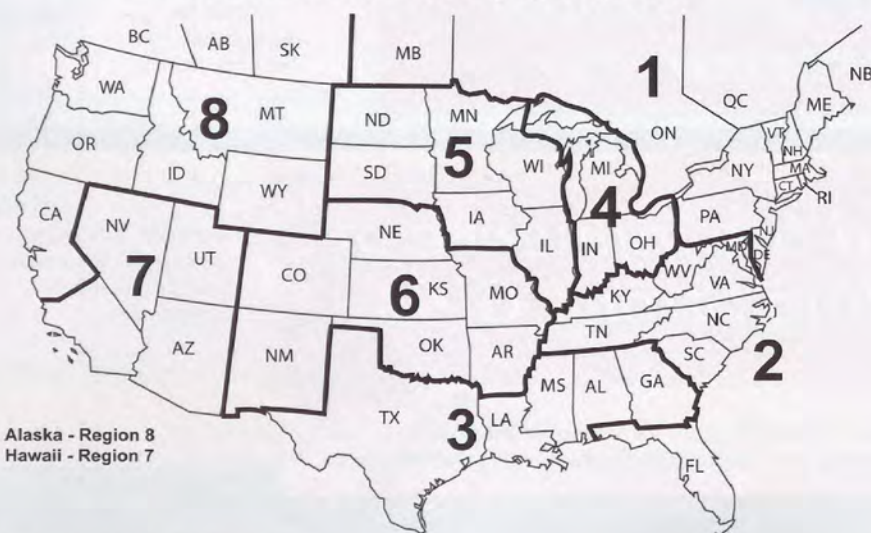 BC AB SK MB
1
QC NB
WA MT ND MN ON ME
8
VT
OR NH
5 WI MI NY MA
ID SD CT RI
WY
4 PA
CA NV IA NJ
NE IL IN OH MD DE
UT WV
7 CO VA
6 KS MO KY
NC
TN
AZ OK AR 2
NM SC
MS AL GA
TX 3 LA
Alaska - Region 8
Hawaii - Region 7
FL